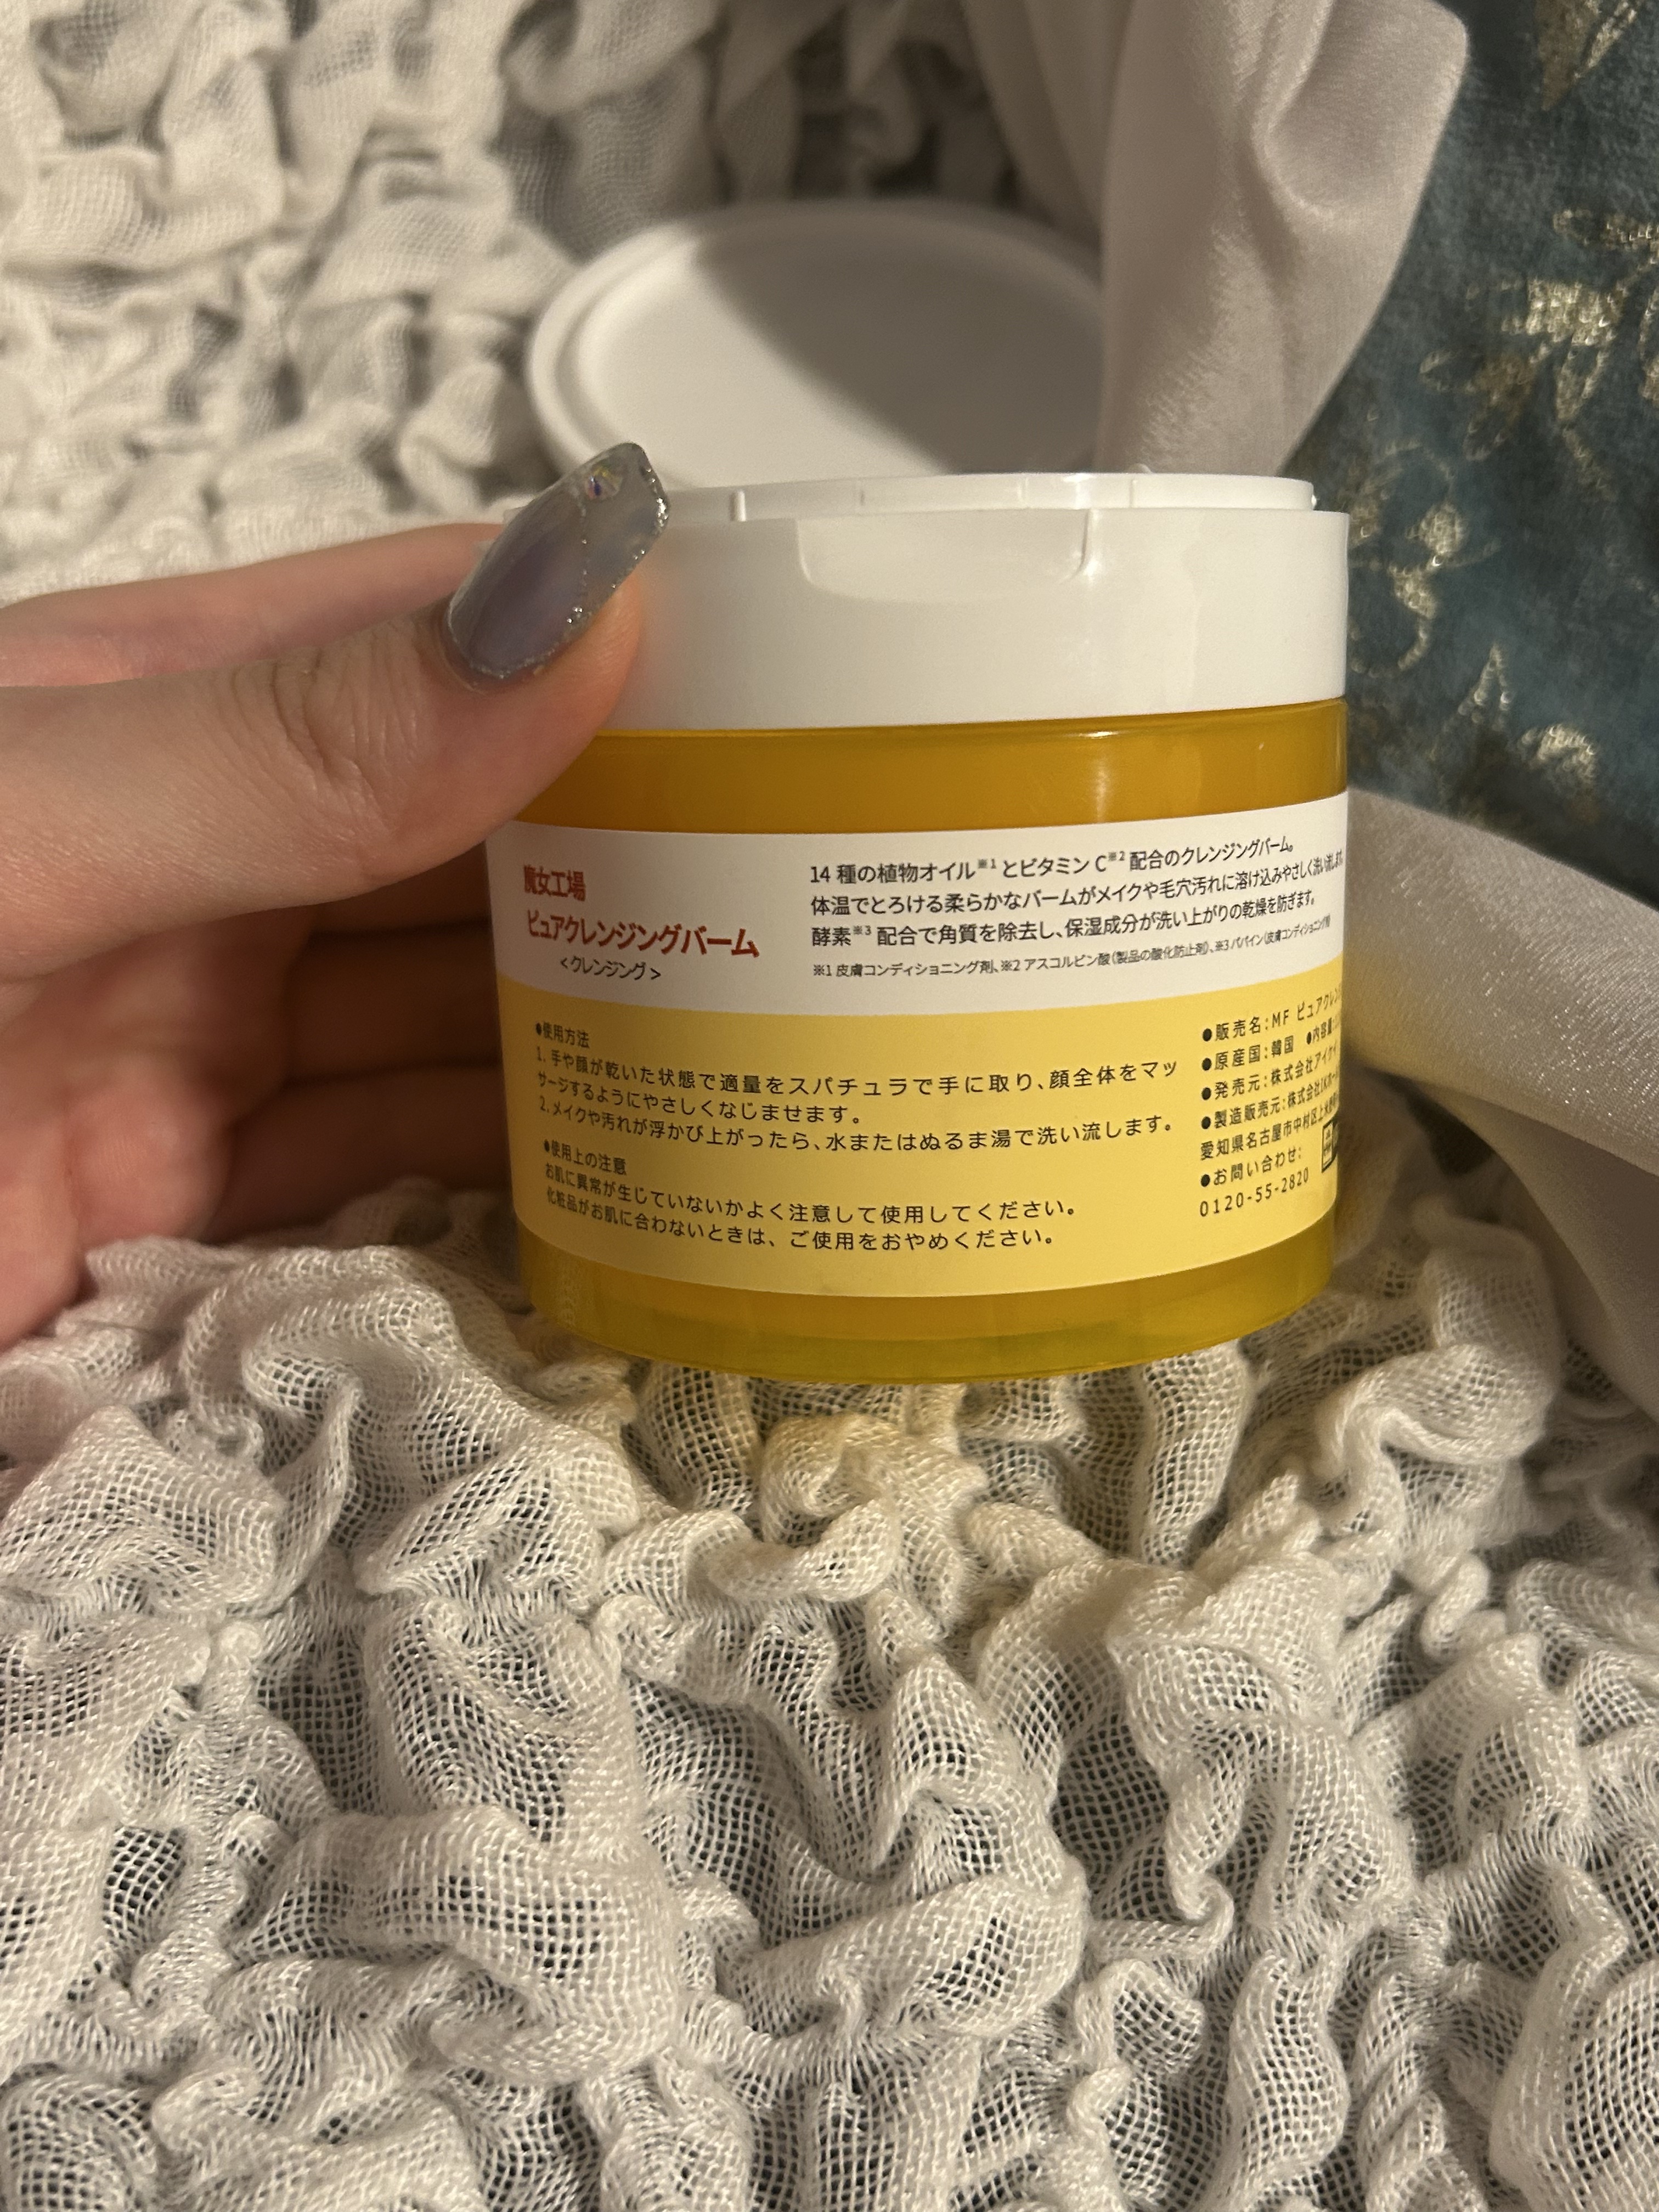 魔女工場
ピュアクレンジングバーム
<クレンジング>
14 種の植物オイル※1 とビタミン C※2 配合のクレンジングバーム。
体温でとろける柔らかなバームがメイクや毛穴汚れに溶け込みやさしく洗い流します。
酵素※3 配合で角質を除去し、保湿成分が洗い上がりの乾燥を防ぎます。
※1 皮膚コンディショニング剤、※2 アスコルビン酸(製品の酸化防止剤)、※3 パパイン(皮膚コンディショニング剤)
●使用方法
1. 手や顔が乾いた状態で適量をスパチュラで手に取り、顔全体をマッ
サージするようにやさしくなじませます。
2. メイクや汚れが浮かび上がったら、水またはぬるま湯で洗い流します。
●使用上の注意
お肌に異常が生じていないかよく注意して使用してください。
化粧品がお肌に合わないときは、ご使用をおやめください。
●販売名:MF ピュアクレン
●原産国:韓国 ●内容量:
●発売元:株式会社アイケイ
●製造販売元:株式会社
愛知県名古屋市中村区上
●お問い合わせ:
0120-55-2820